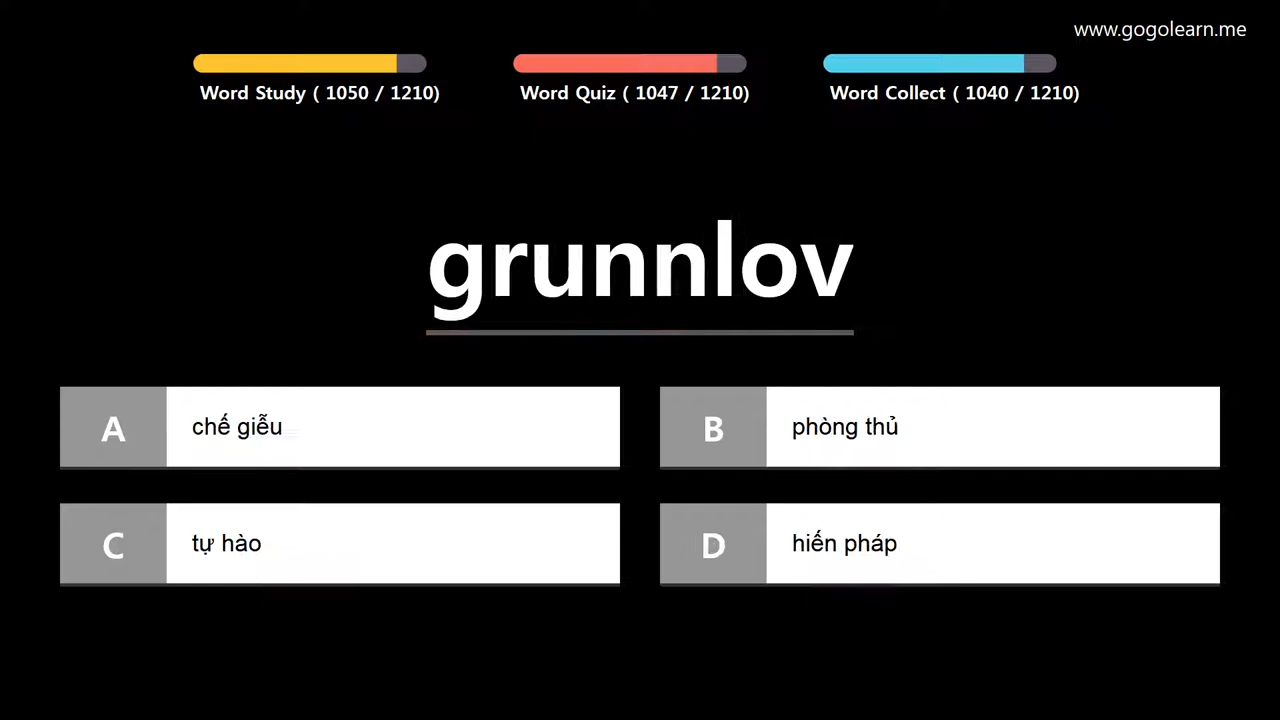 www.gogolearn.me
Word Study ( 1050 / 1210)
Word Quiz ( 1047 / 1210)
Word Collect ( 1040 / 1210)
grunnlov
A chế giễu
B phòng thủ
C tự hào
D hiến pháp